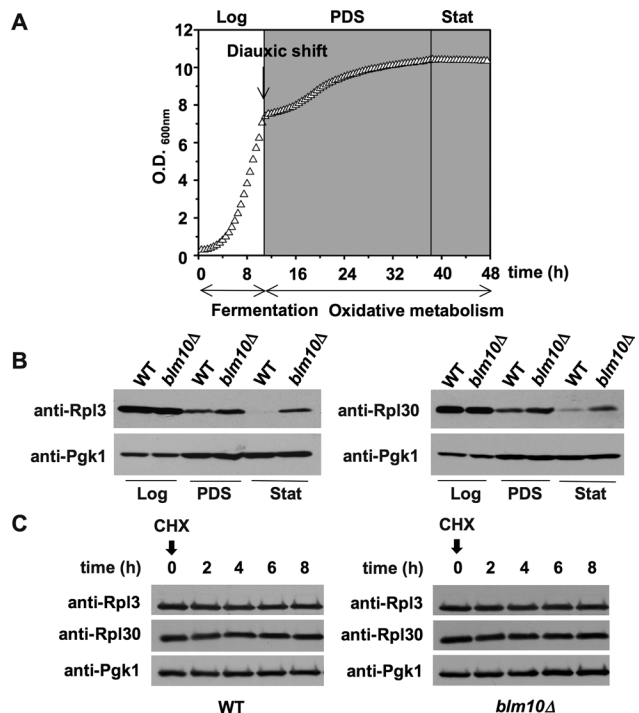 A
Log PDS Stat
Diauxic shift
O.D. 600nm
12
10
8
6
4
2
0
0 8 16 24 32 40 48 time (h)
Fermentation Oxidative metabolism
B
WT blm10Δ WT blm10Δ WT blm10Δ
anti-Rpl3
anti-Pgk1
Log PDS Stat
WT blm10Δ WT blm10Δ WT blm10Δ
anti-Rpl30
anti-Pgk1
Log PDS Stat
C
CHX
time (h) 0 2 4 6 8
anti-Rpl3
anti-Rpl30
anti-Pgk1
WT
CHX
time (h) 0 2 4 6 8
anti-Rpl3
anti-Rpl30
anti-Pgk1
blm10Δ